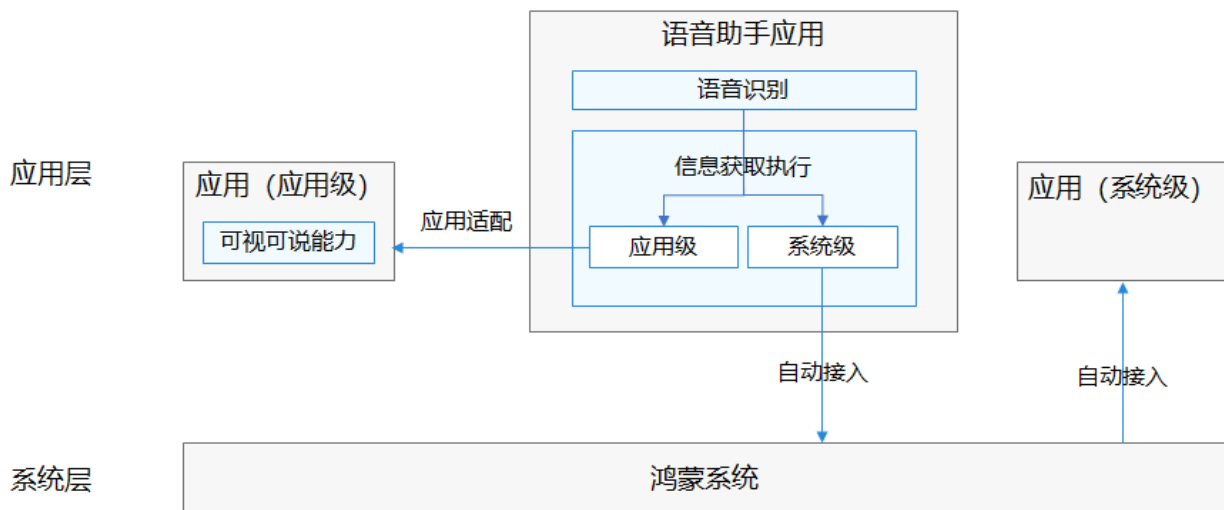 语音助手应用
语音识别
应用层
信息获取执行
应用（应用级）
应用（系统级）
可视可说能力
应用适配
应用级
系统级
自动接入
自动接入
系统层
鸿蒙系统